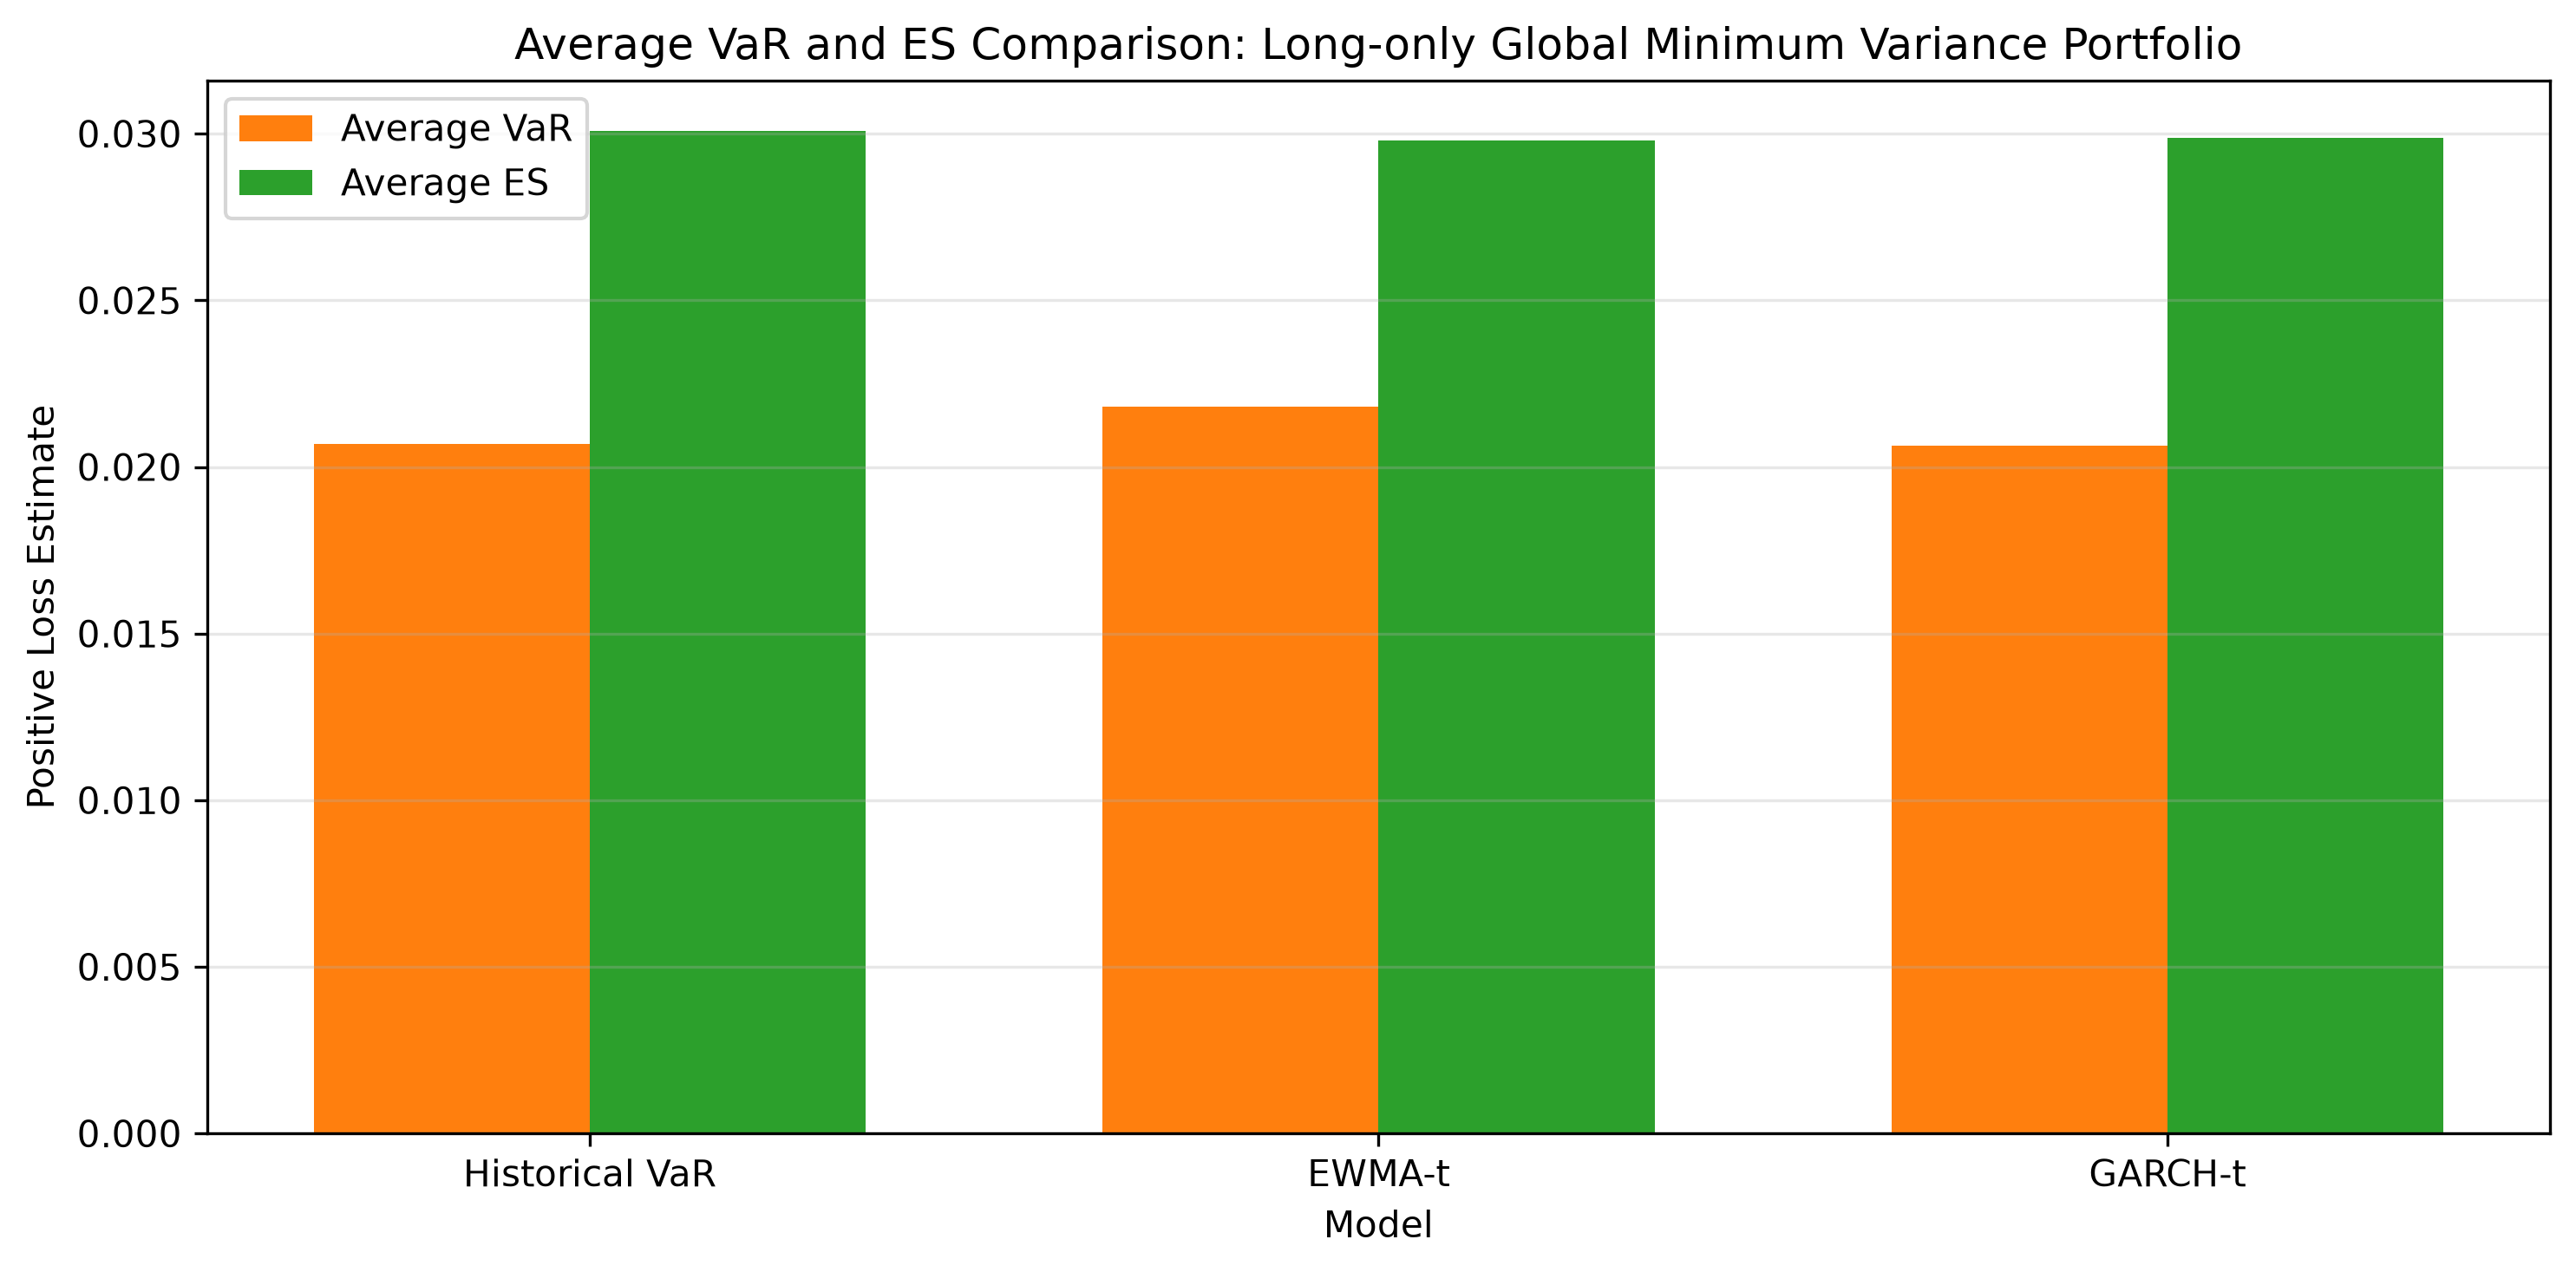 Average VaR and ES Comparison: Long-only Global Minimum Variance Portfolio
Average VaR
Average ES
Positive Loss Estimate
0.030
0.025
0.020
0.015
0.010
0.005
0.000
Historical VaR
EWMA-t
GARCH-t
Model